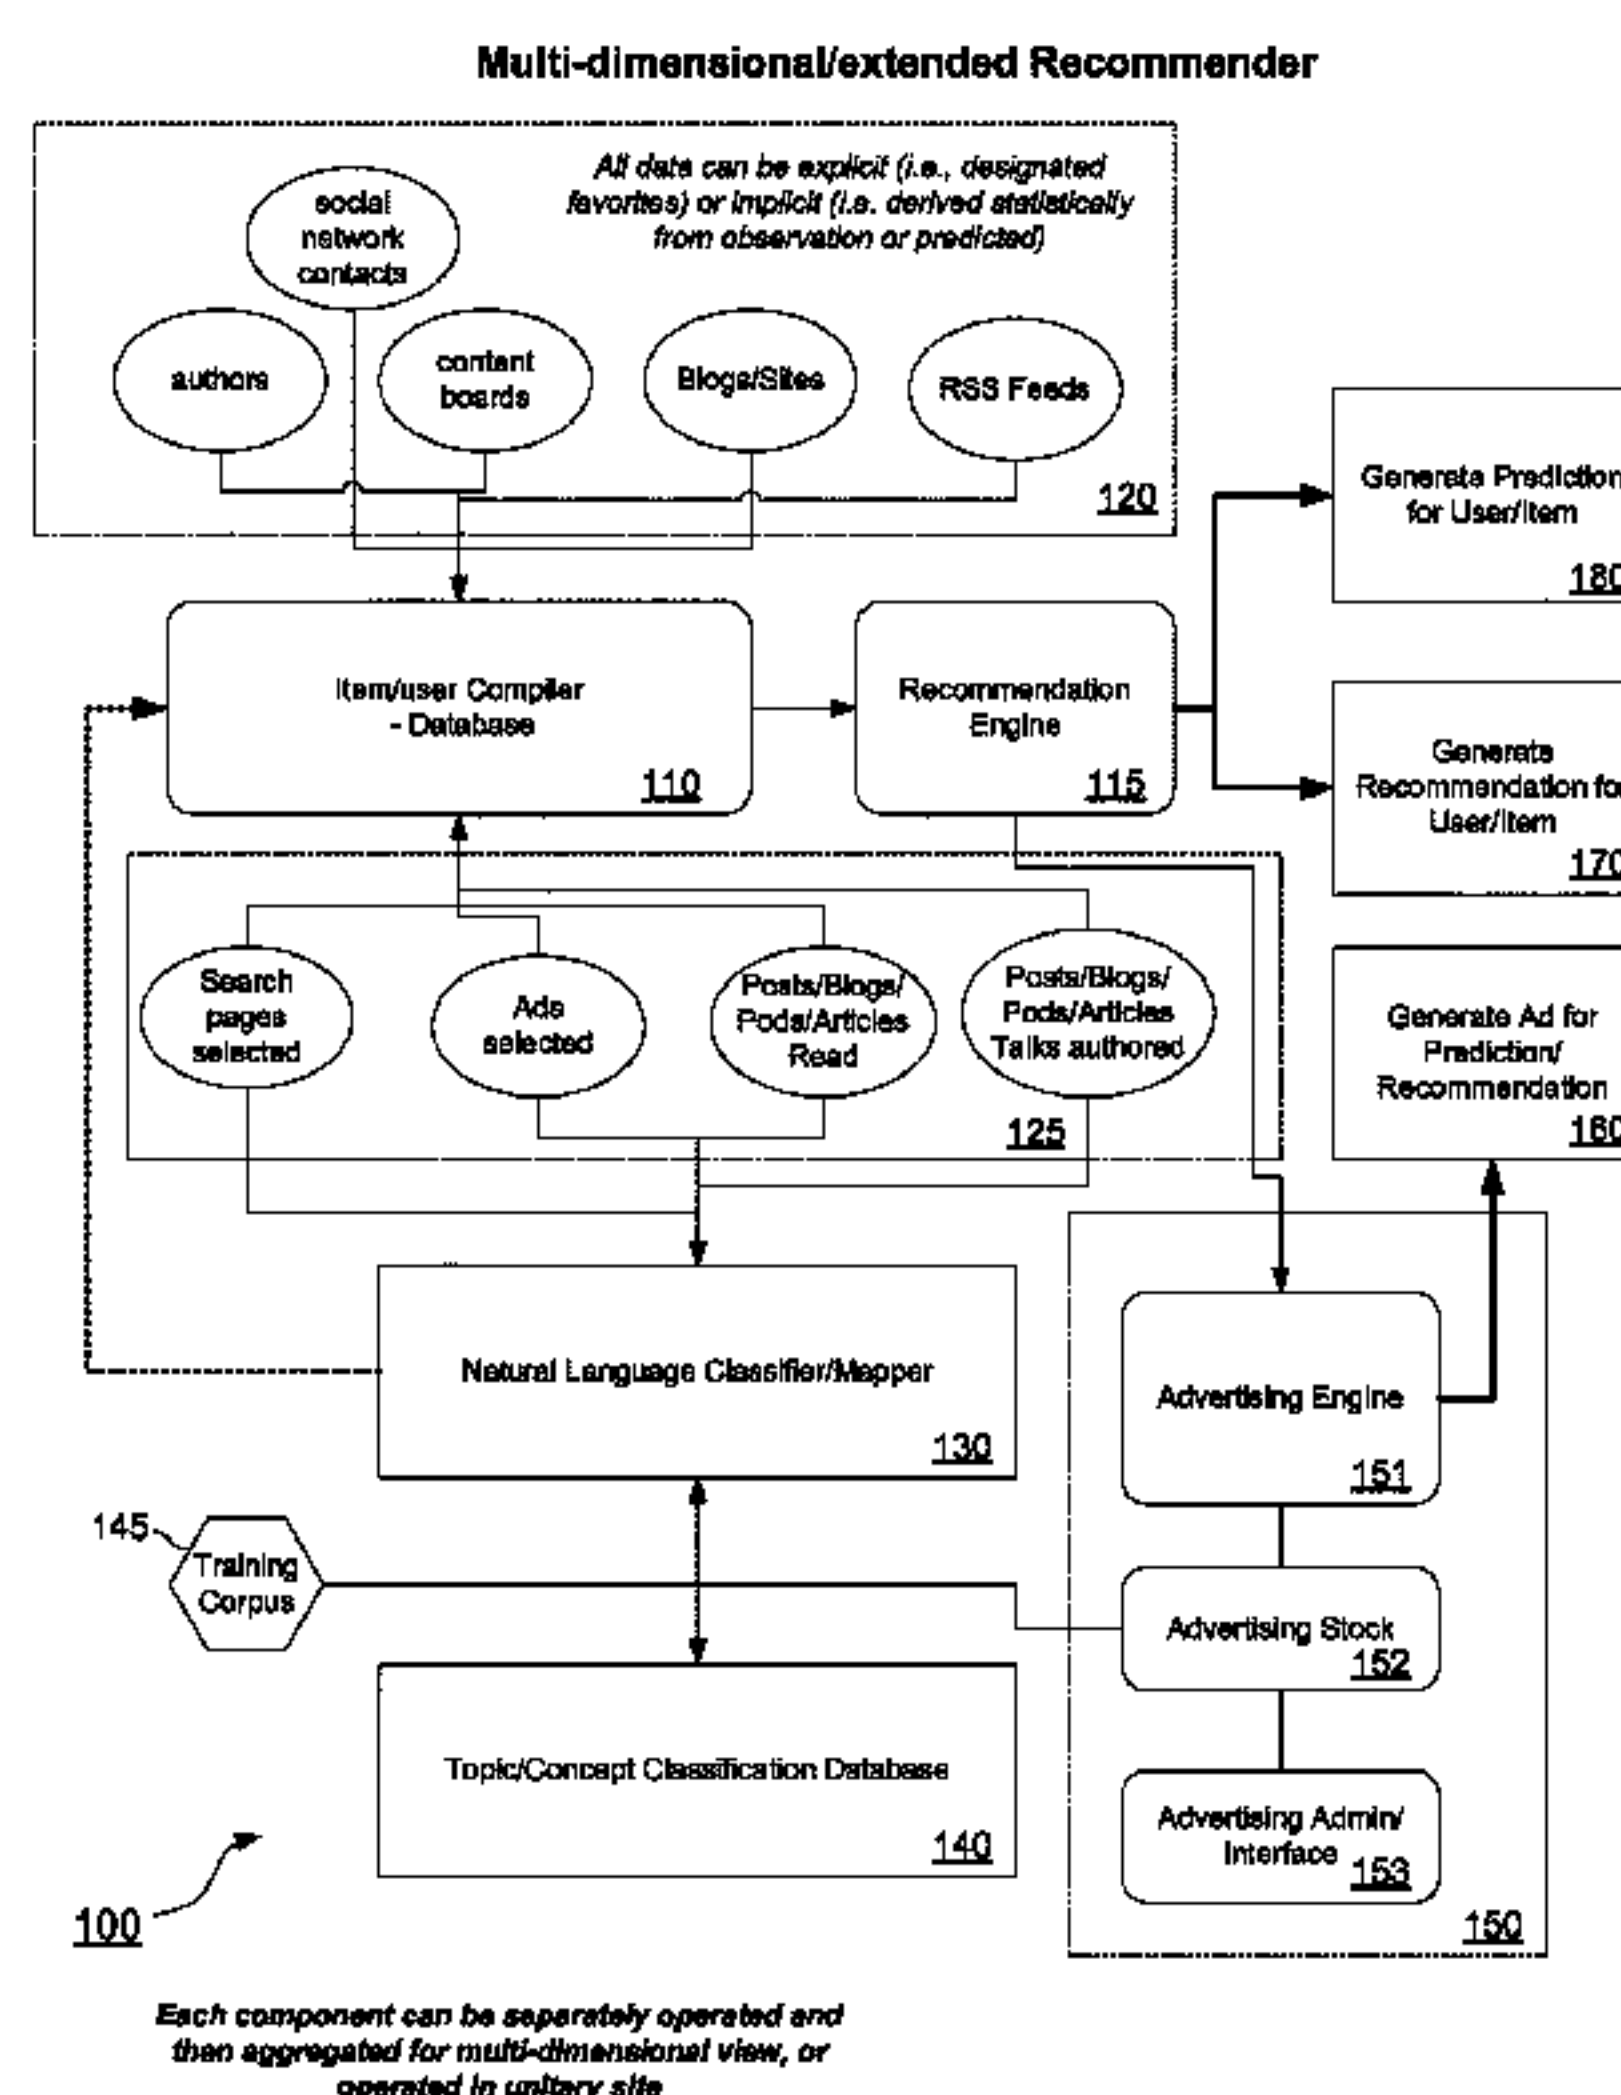 Multi-dimensional/extended Recommender
All data can be explicit (i.e., designated
favorites) or implicit (i.e. derived statistically
from observation or predicted)
social
network
contacts
authors
content
boards
Blogs/Sites
RSS Feeds
120
Generate Prediction
for User/Item
180
Item/user Compiler
- Database
110
Recommendation
Engine
115
Generate
Recommendation fo
User/Item
170
Search
pages
selected
Ads
selected
Posts/Blogs/
Pods/Articles
Read
Posts/Blogs/
Pods/Articles
Talks authored
125
Generate Ad for
Prediction/
Recommendation
160
Natural Language Classifier/Mapper
130
Advertising Engine
151
145
Training
Corpus
Advertising Stock
152
Topic/Concept Classification Database
140
Advertising Admin/
Interface
153
150
100
Each component can be separately operated and
then aggregated for multi-dimensional view, or
operated in unitary site